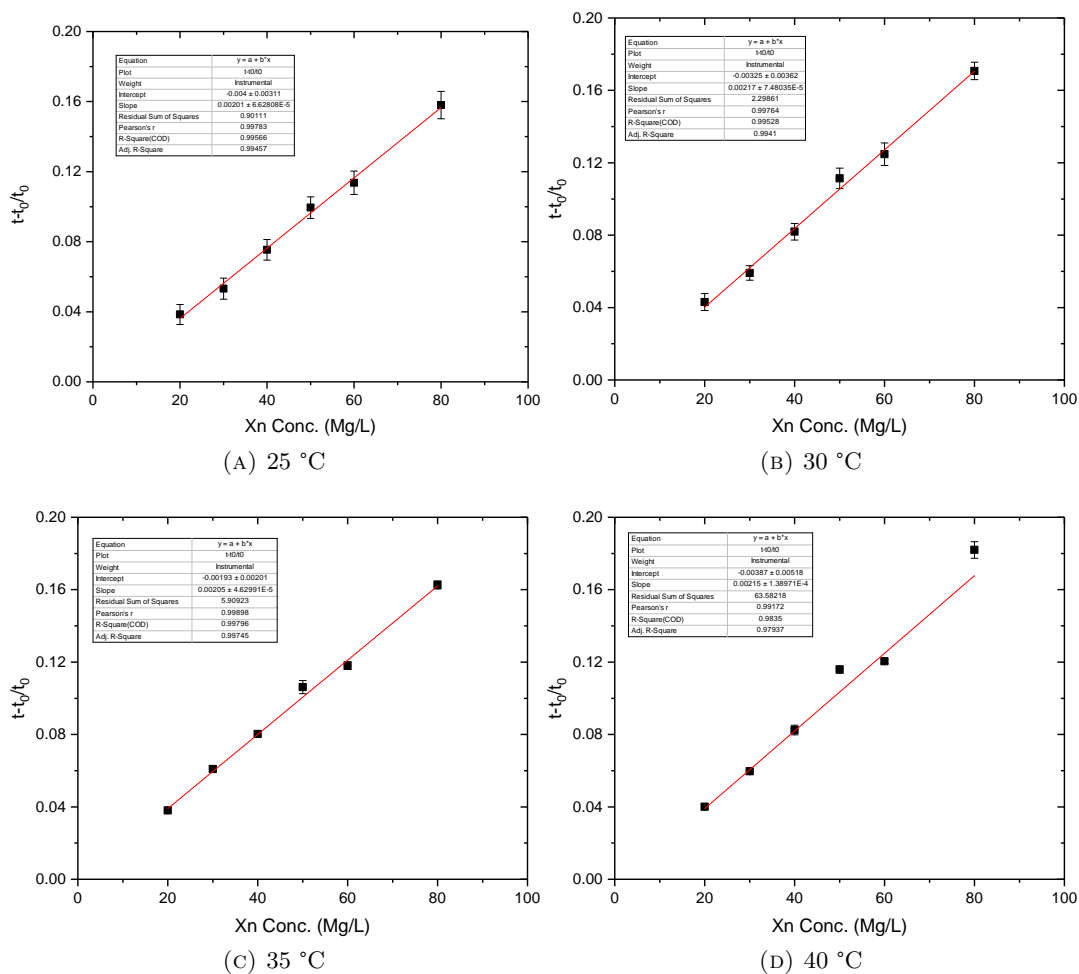 0.20
0.16
0.12
0.08
0.04
0.00
t-t0/t0
Equation y = a + b*x
Plot t-t0/t0
Weight Instrumental
Intercept -0.004 ± 0.00311
Slope 0.00201 ± 6.62808E-5
Residual Sum of Squares 0.90111
Pearson's r 0.99783
R-Square(COD) 0.99566
Adj. R-Square 0.99457
0 20 40 60 80 100
Xn Conc. (Mg/L)
(A) 25 °C
0.20
0.16
0.12
0.08
0.04
0.00
t-t0/t0
Equation y = a + b*x
Plot t-t0/t0
Weight Instrumental
Intercept -0.00325 ± 0.00362
Slope 0.00217 ± 7.48035E-5
Residual Sum of Squares 2.29861
Pearson's r 0.99764
R-Square(COD) 0.99528
Adj. R-Square 0.9941
0 20 40 60 80 100
Xn Conc. (Mg/L)
(B) 30 °C
0.20
0.16
0.12
0.08
0.04
0.00
t-t0/t0
Equation y = a + b*x
Plot t-t0/t0
Weight Instrumental
Intercept -0.00193 ± 0.00201
Slope 0.00205 ± 4.62991E-5
Residual Sum of Squares 5.90923
Pearson's r 0.99898
R-Square(COD) 0.99796
Adj. R-Square 0.99745
0 20 40 60 80 100
Xn Conc. (Mg/L)
(C) 35 °C
0.20
0.16
0.12
0.08
0.04
0.00
t-t0/t0
Equation y = a + b*x
Plot t-t0/t0
Weight Instrumental
Intercept -0.00387 ± 0.00518
Slope 0.00215 ± 1.38971E-4
Residual Sum of Squares 63.58218
Pearson's r 0.99172
R-Square(COD) 0.9835
Adj. R-Square 0.97937
0 20 40 60 80 100
Xn Conc. (Mg/L)
(D) 40 °C